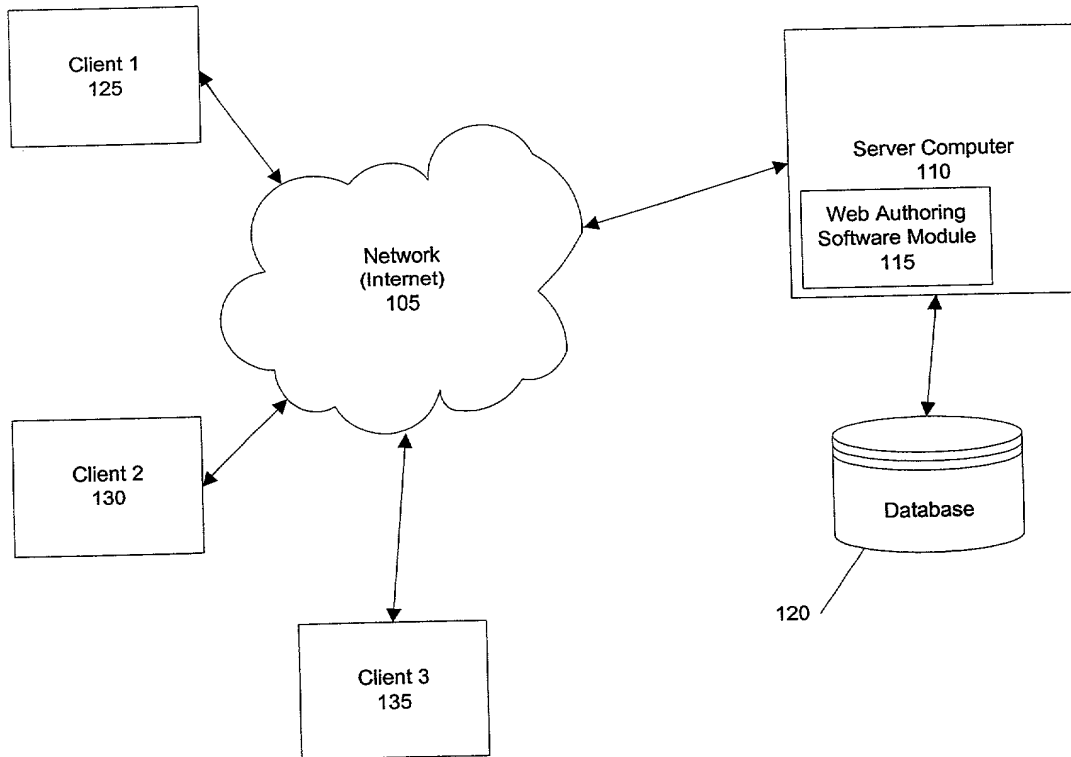 Client 1
125
Server Computer
110
Web Authoring
Software Module
115
Network
(Internet)
105
Client 2
130
Database
120
Client 3
135